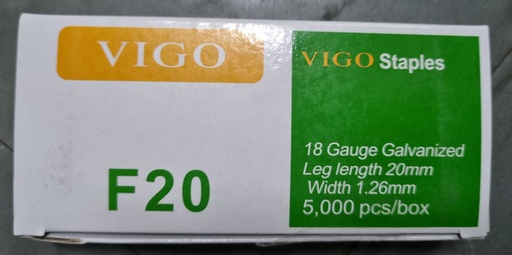 VIGO
F20
VIGO Staples
18 Gauge Galvanized
Leg length 20mm
Width 1.26mm
5,000 pcs/box